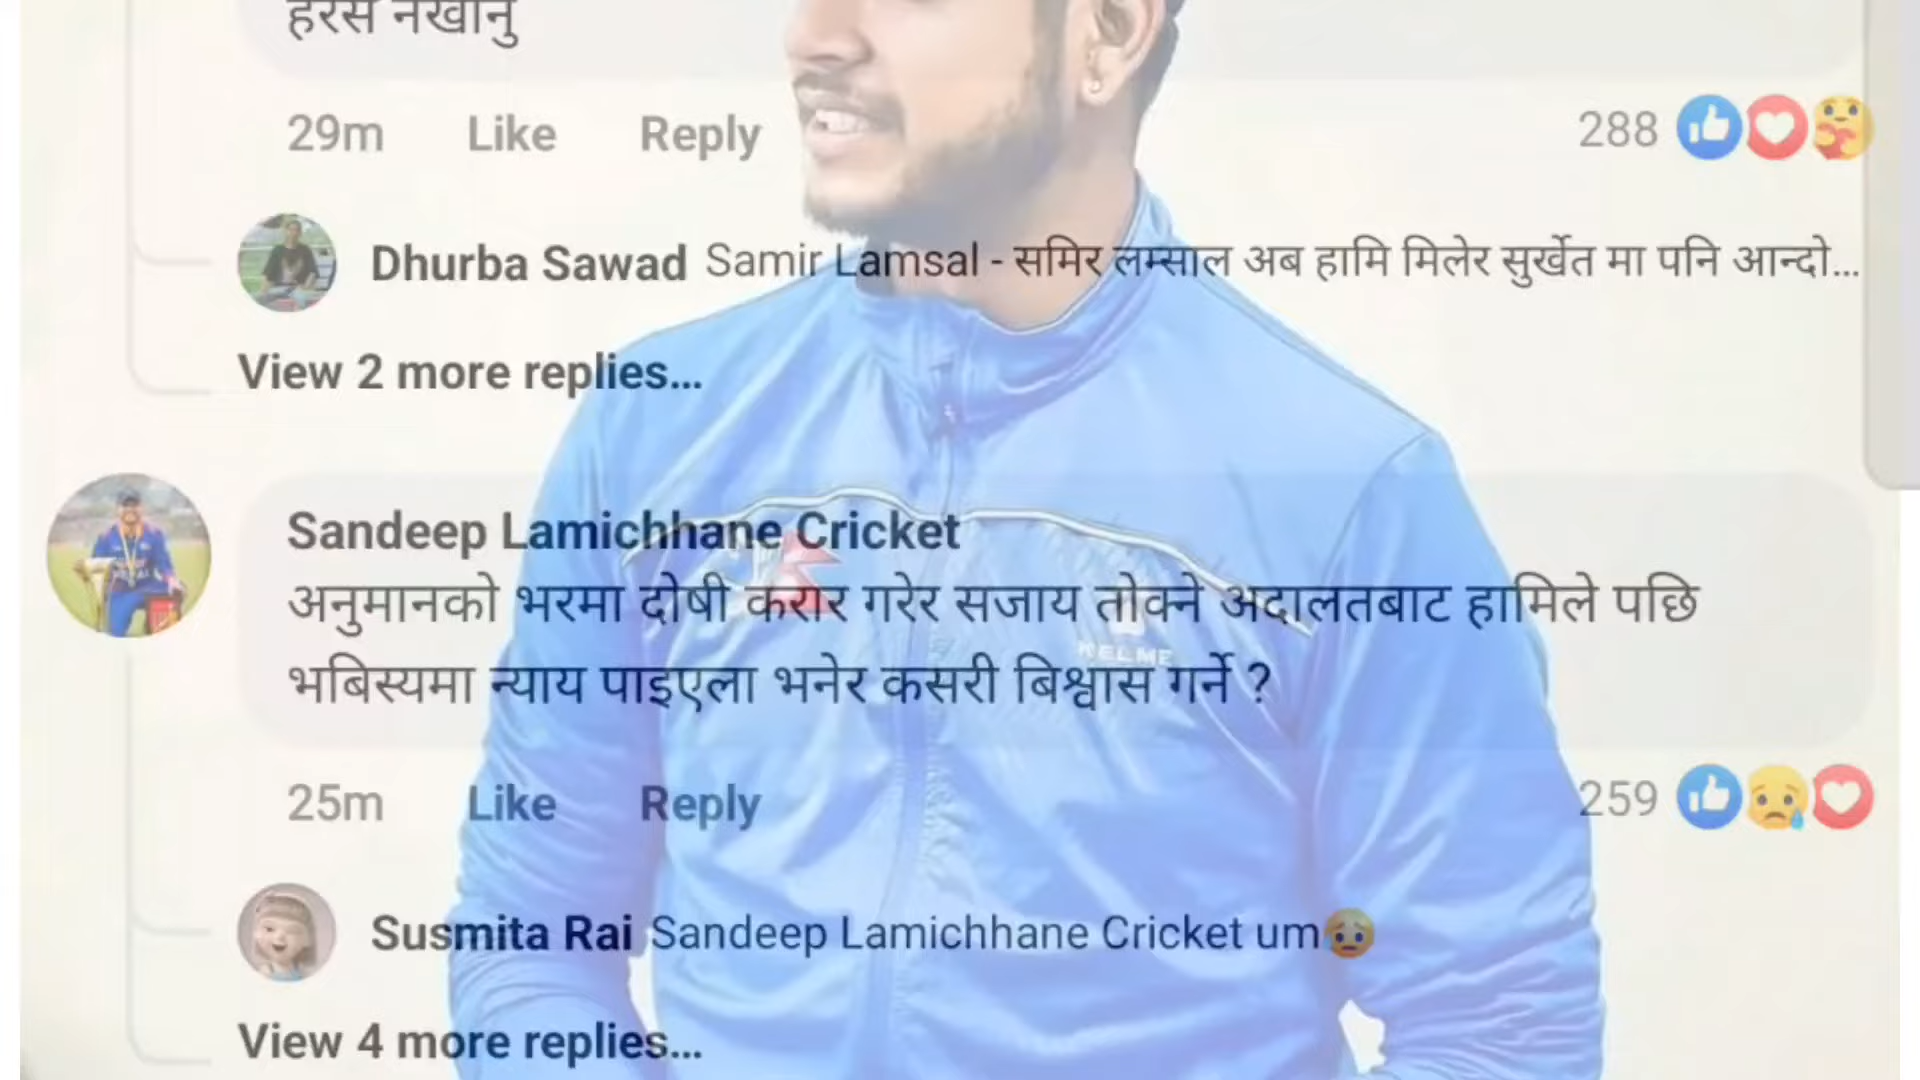 हरेस नखानु
29m Like Reply 288
Dhurba Sawad Samir Lamsal - समिर लम्साल अब हामि मिलेर सुर्खेत मा पनि आन्दो...
View 2 more replies...
Sandeep Lamichhane Cricket
अनुमानको भरमा दोषी करार गरेर सजाय तोक्ने अदालतबाट हामिले पछि
भबिस्यमा न्याय पाइएला भनेर कसरी बिश्वास गर्ने ?
KELME
25m Like Reply 259
Susmita Rai Sandeep Lamichhane Cricket um😥
View 4 more replies...